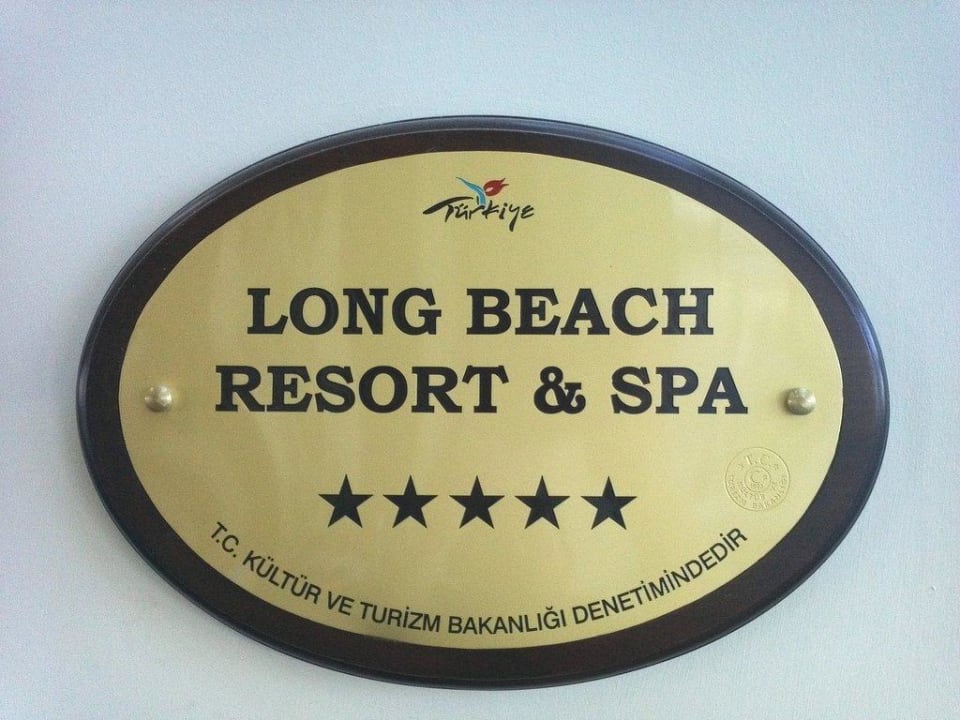 Türkiye
LONG BEACH
RESORT & SPA
★★★★★
T.C.
T.C. KÜLTÜR VE TURİZM BAKANLIĞI DENETİMİNDEDİR